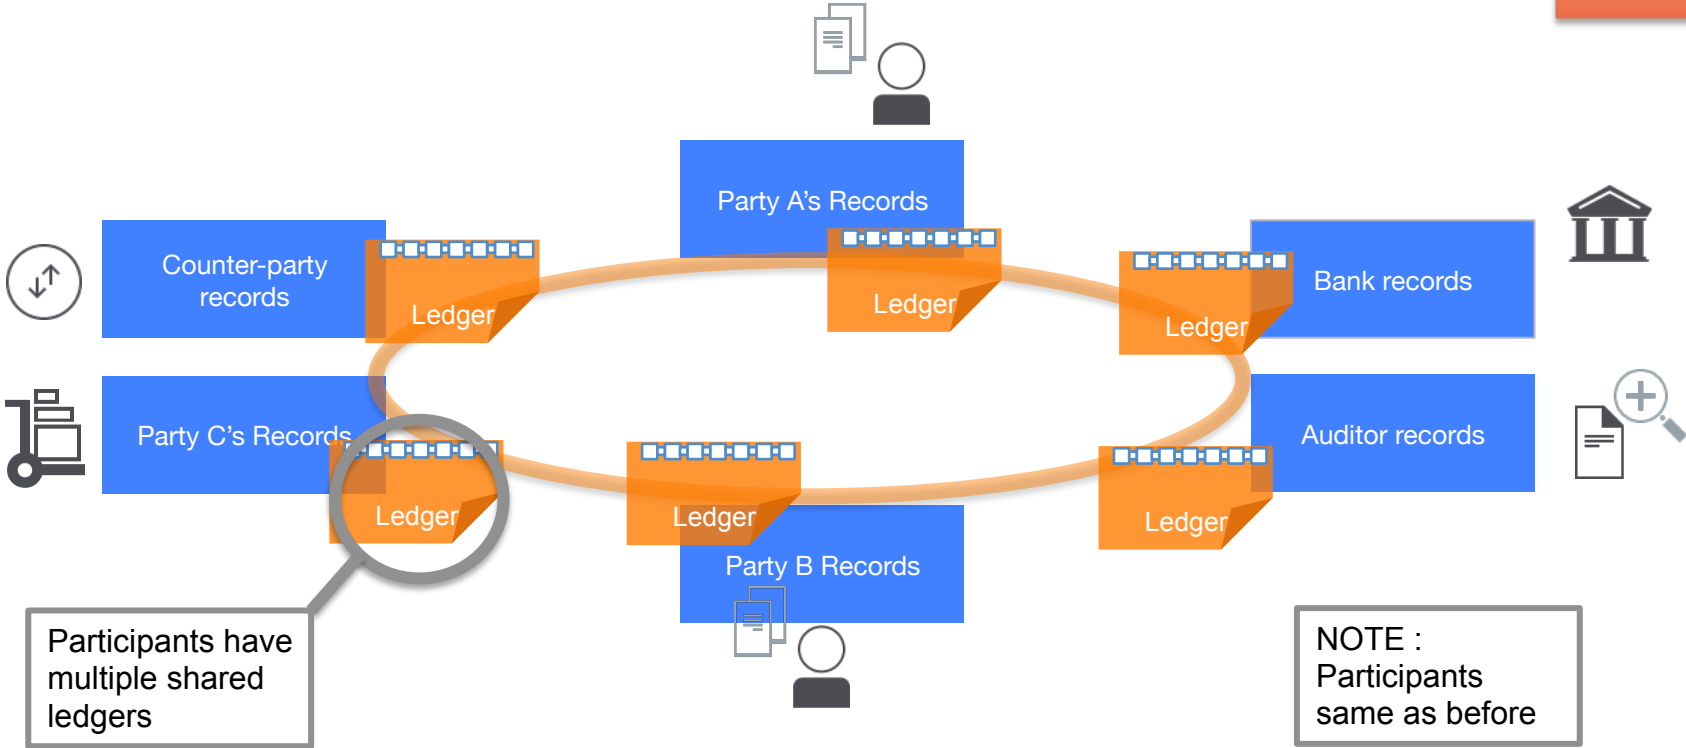 Party A's Records
Counter-party
records
Ledger
Ledger
Ledger
Bank records
Party C's Records
Auditor records
Ledger
Ledger
Ledger
Party B Records
Participants have
multiple shared
ledgers
NOTE :
Participants
same as before